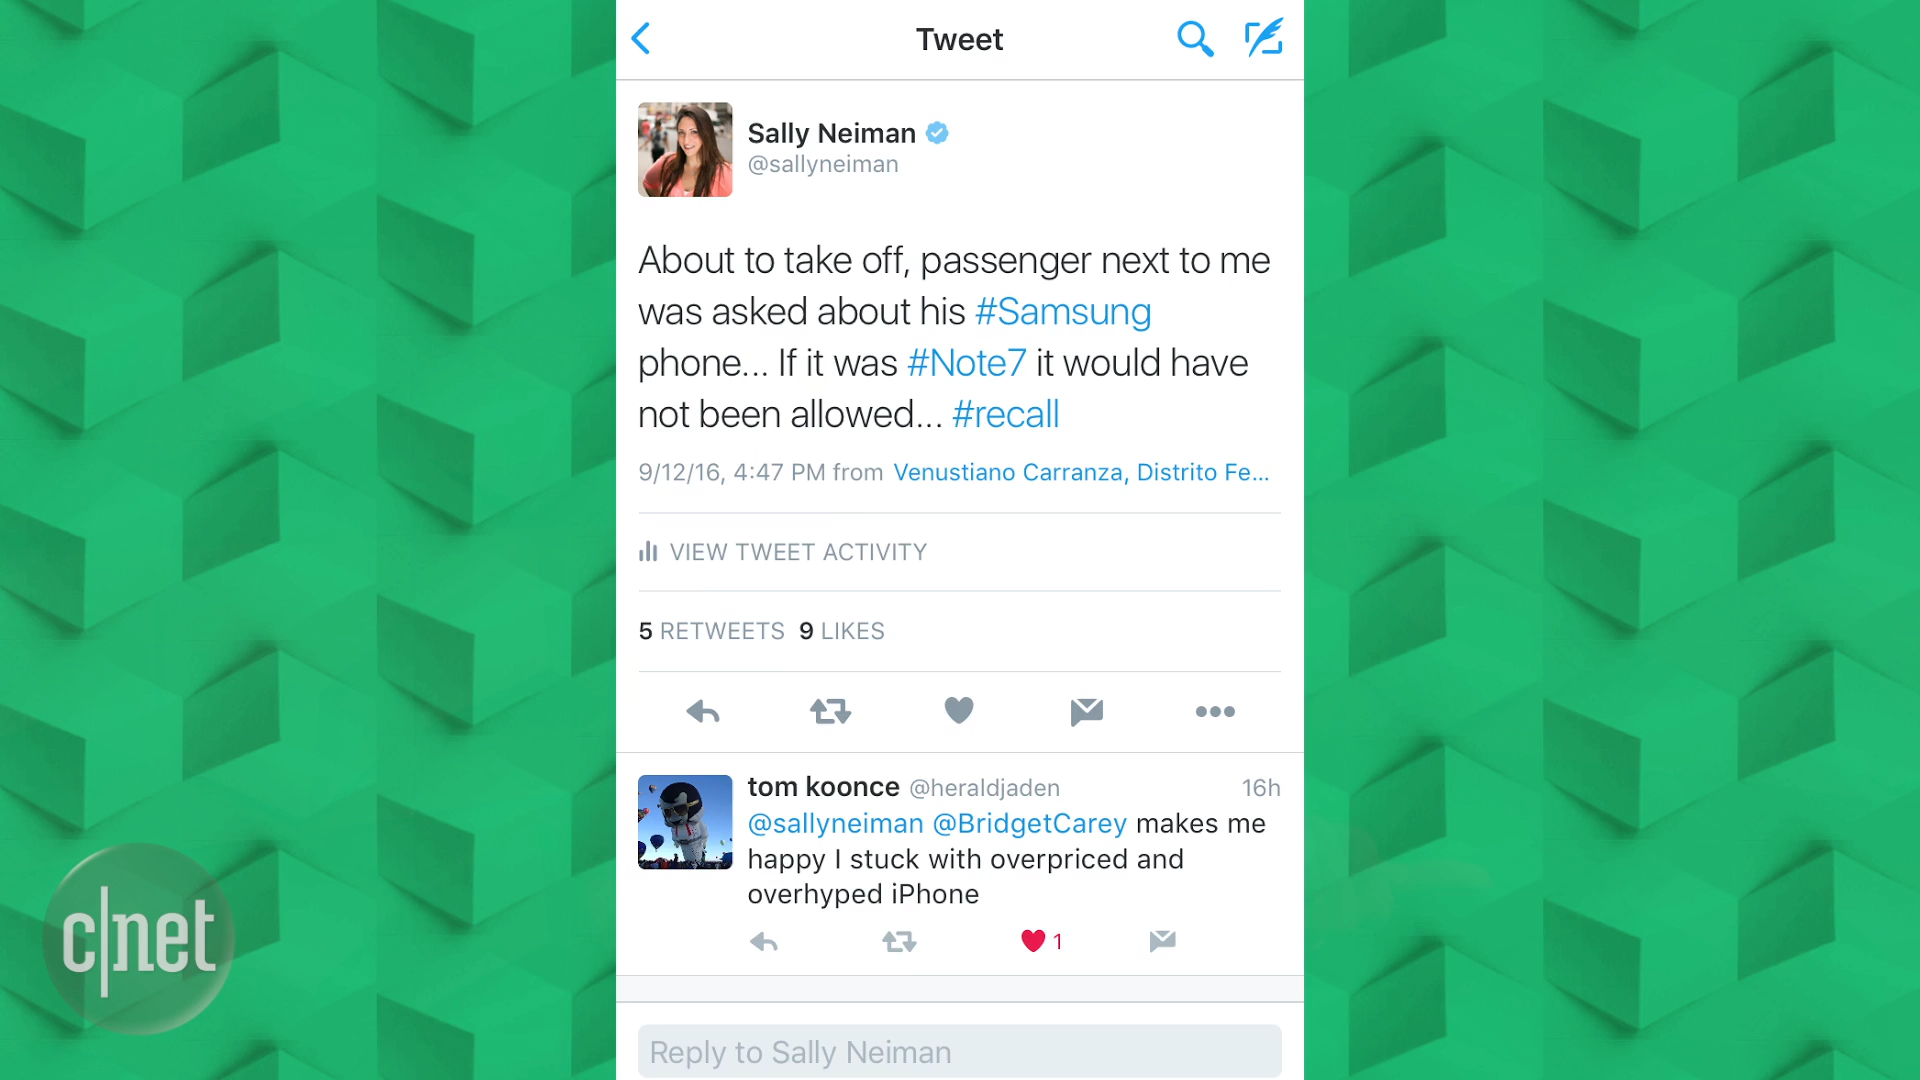 Tweet
Sally Neiman
@sallyneiman
About to take off, passenger next to me
was asked about his #Samsung
phone... If it was #Note7 it would have
not been allowed... #recall
9/12/16, 4:47 PM from Venustiano Carranza, Distrito Fe...
VIEW TWEET ACTIVITY
5 RETWEETS 9 LIKES
tom koonce @heraldjaden 16h
@sallyneiman @BridgetCarey makes me
happy I stuck with overpriced and
overhyped iPhone
1
Reply to Sally Neiman
c|net